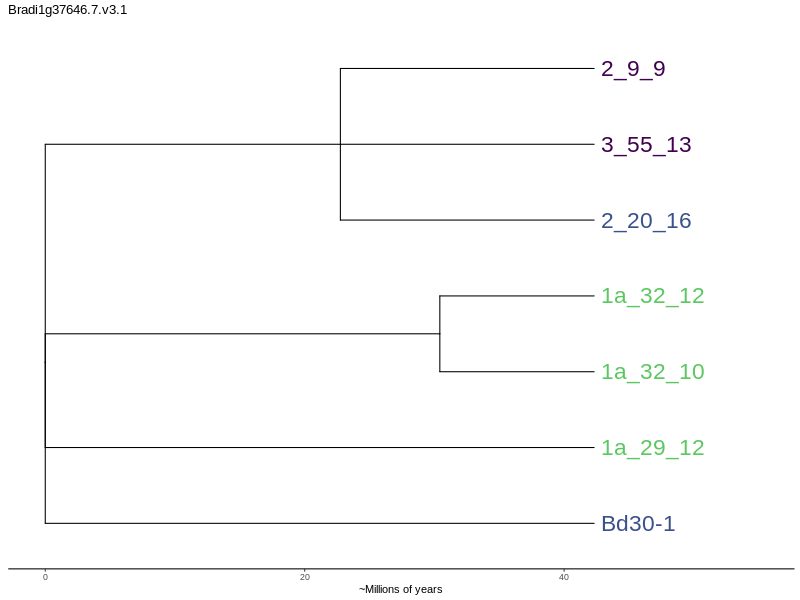 Bradi1g37646.7.v3.1
2_9_9
3_55_13
2_20_16
1a_32_12
1a_32_10
1a_29_12
Bd30-1
0 20 40
~Millions of years